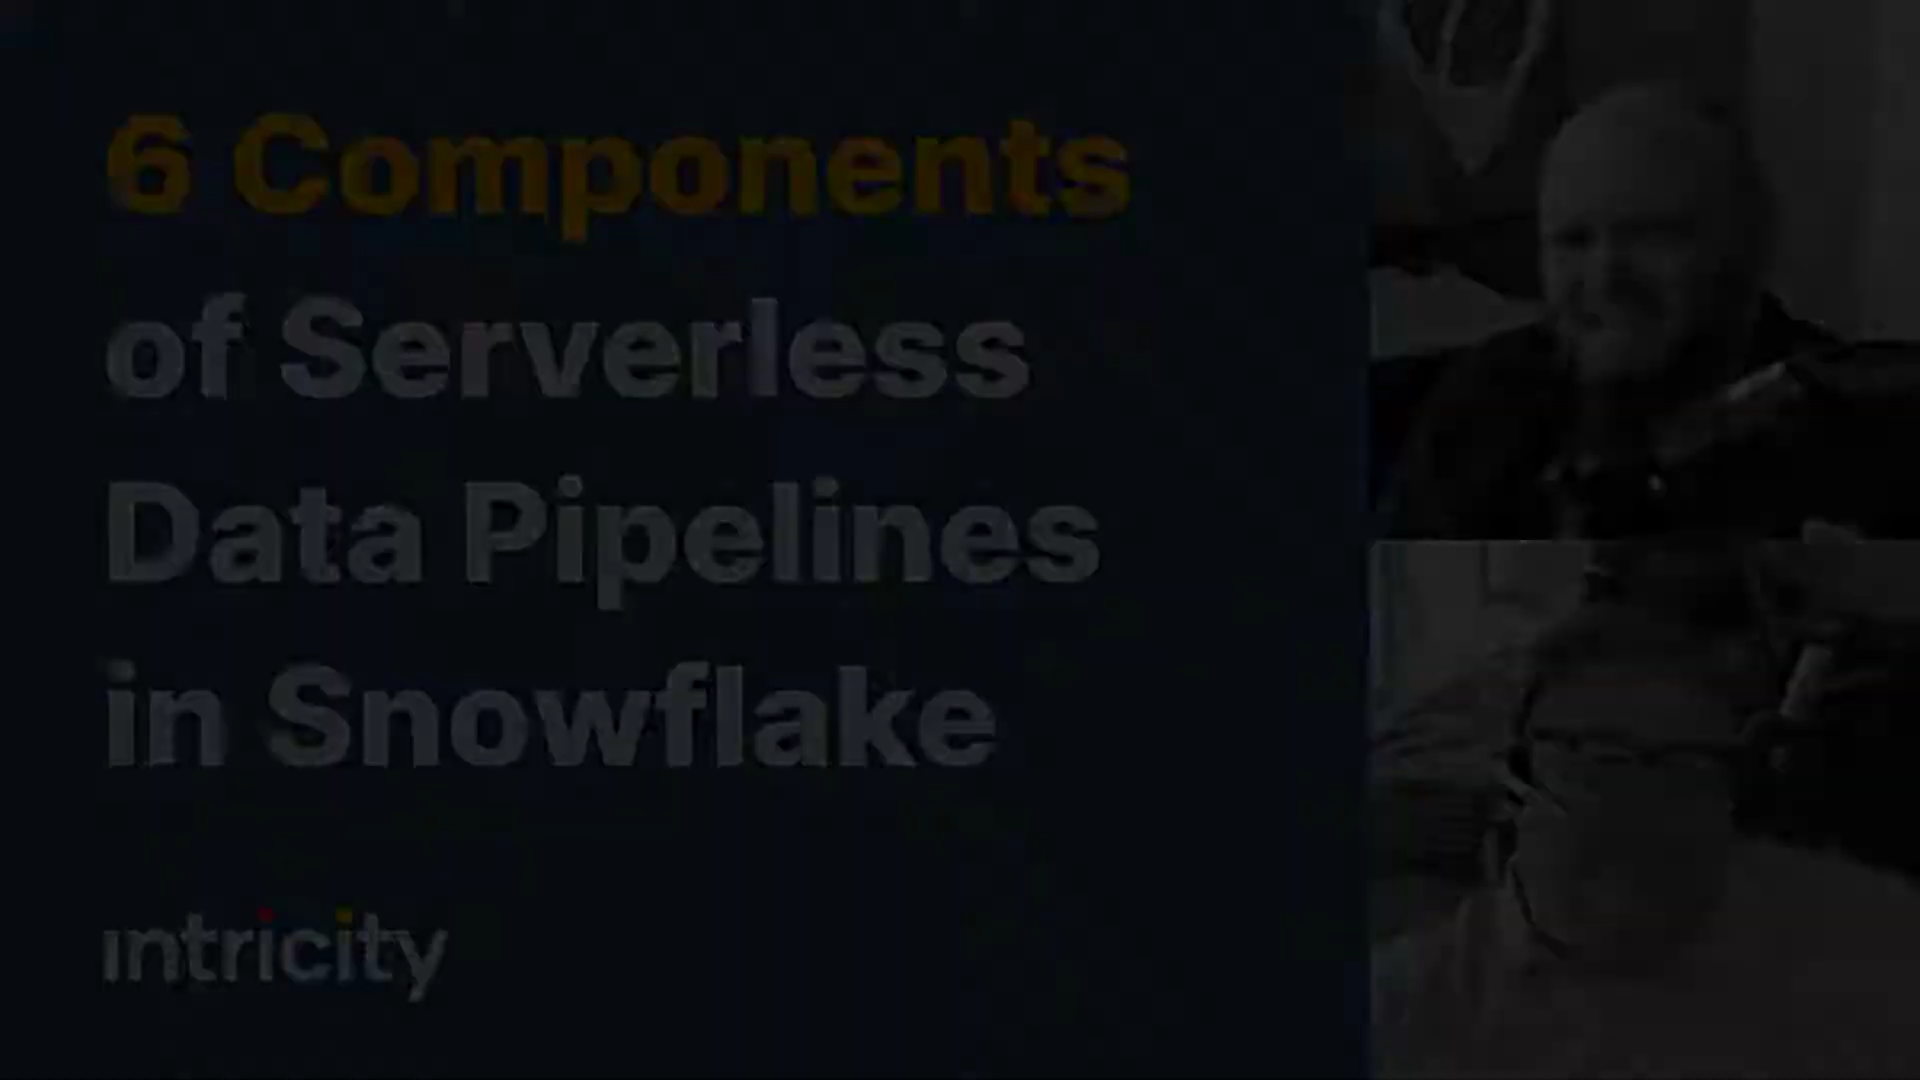 6 Components
of Serverless
Data Pipelines
in Snowflake
intricity